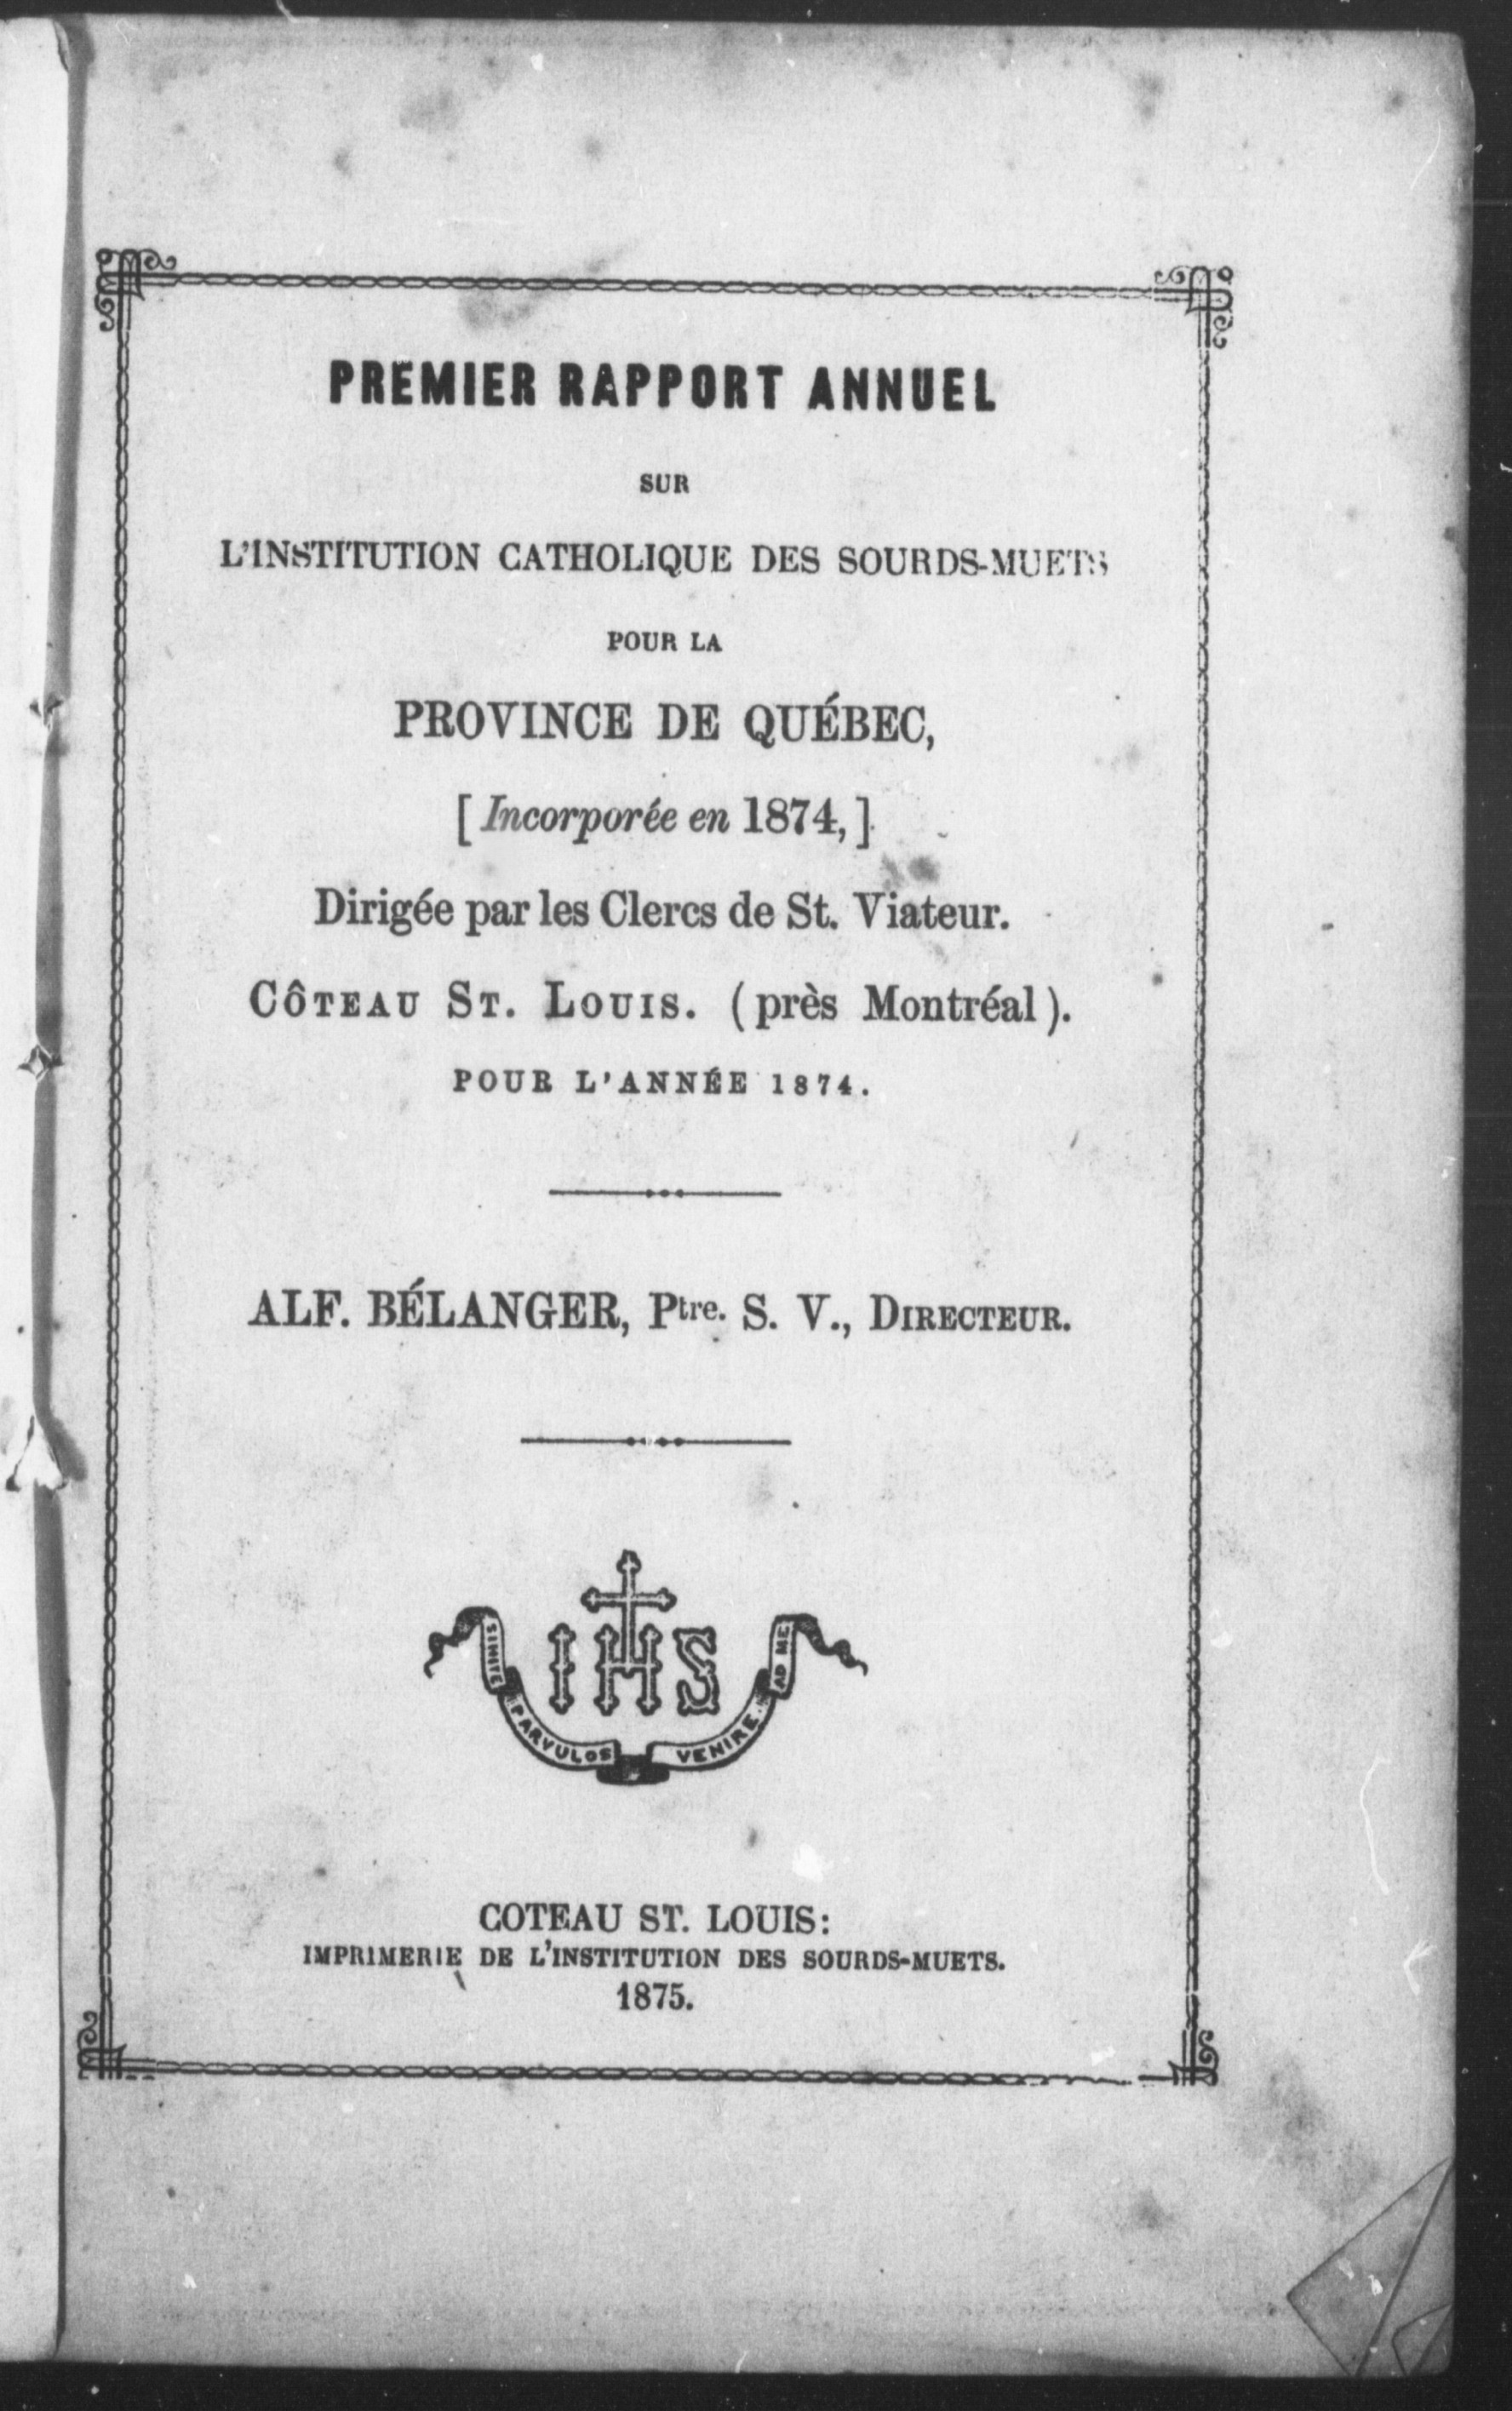 PREMIER RAPPORT ANNUEL
SUR
L'INSTITUTION CATHOLIQUE DES SOURDS-MUETS
POUR LA
PROVINCE DE QUÉBEC,
[ Incorporée en 1874, ]
Dirigée par les Clercs de St. Viateur.
CÔTEAU ST. LOUIS. (près Montréal).
POUR L'ANNÉE 1874.
ALF. BÉLANGER, Ptre. S. V., DIRECTEUR.
IHS
SINITE PARVULOS VENIRE AD ME
COTEAU ST. LOUIS:
IMPRIMERIE DE L'INSTITUTION DES SOURDS-MUETS.
1875.